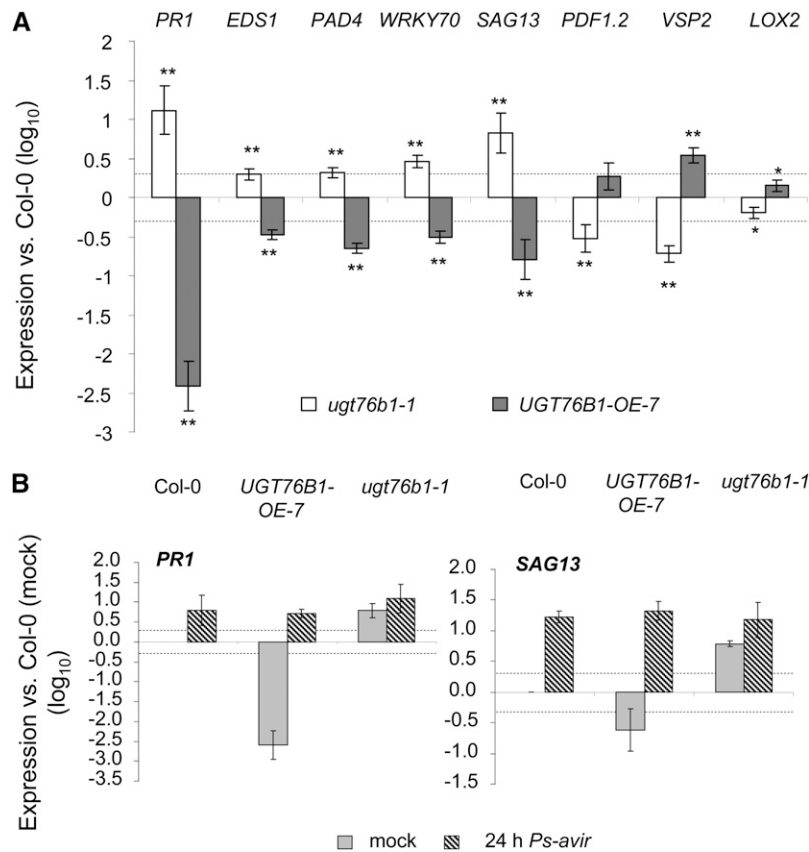 A
PR1 EDS1 PAD4 WRKY70 SAG13 PDF1.2 VSP2 LOX2
Expression vs. Col-0 (log10)
2
1.5
1
0.5
0
-0.5
-1
-1.5
-2
-2.5
-3
** ** ** ** ** ** *
** ** ** ** ** ** ** *
ugt76b1-1 UGT76B1-OE-7
B
Col-0 UGT76B1-OE-7 ugt76b1-1
Col-0 UGT76B1-OE-7 ugt76b1-1
Expression vs. Col-0 (mock)
(log10)
PR1
2.0
1.5
1.0
0.5
0.0
-0.5
-1.0
-1.5
-2.0
-2.5
-3.0
-3.5
SAG13
2.0
1.5
1.0
0.5
0.0
-0.5
-1.0
-1.5
mock 24 h Ps-avir